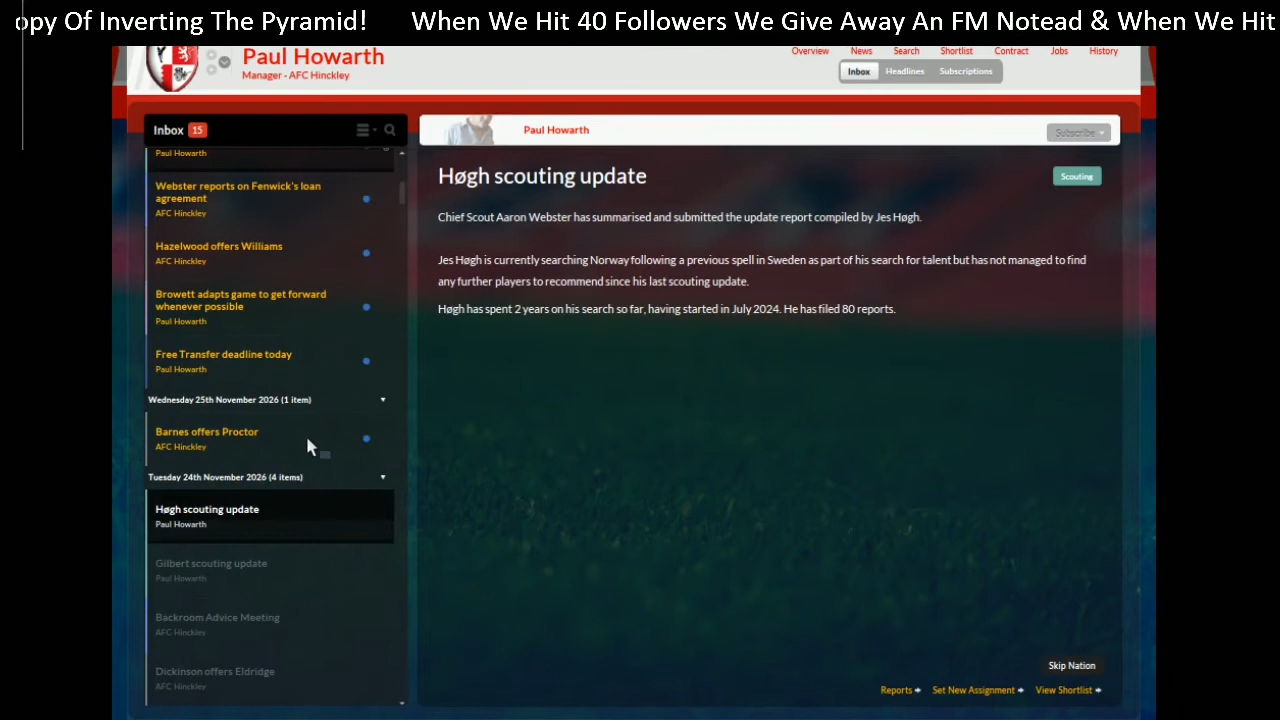 opy Of Inverting The Pyramid! When We Hit 40 Followers We Give Away An FM Notead & When We Hit
Paul Howarth
Manager - AFC Hinckley
Overview News Search Shortlist Contract Jobs History
Inbox Headlines Subscriptions
Inbox 15
Paul Howarth
Subscribe
Paul Howarth
Webster reports on Fenwick's loan
agreement
AFC Hinckley
Hazelwood offers Williams
AFC Hinckley
Browett adapts game to get forward
whenever possible
Paul Howarth
Free Transfer deadline today
Paul Howarth
Wednesday 25th November 2026 (1 item)
Barnes offers Proctor
AFC Hinckley
Tuesday 24th November 2026 (4 items)
Høgh scouting update
Paul Howarth
Gilbert scouting update
Paul Howarth
Backroom Advice Meeting
AFC Hinckley
Dickinson offers Eldridge
AFC Hinckley
Høgh scouting update
Scouting
Chief Scout Aaron Webster has summarised and submitted the update report compiled by Jes Høgh.
Jes Høgh is currently searching Norway following a previous spell in Sweden as part of his search for talent but has not managed to find
any further players to recommend since his last scouting update.
Høgh has spent 2 years on his search so far, having started in July 2024. He has filed 80 reports.
Skip Nation
Reports Set New Assignment View Shortlist